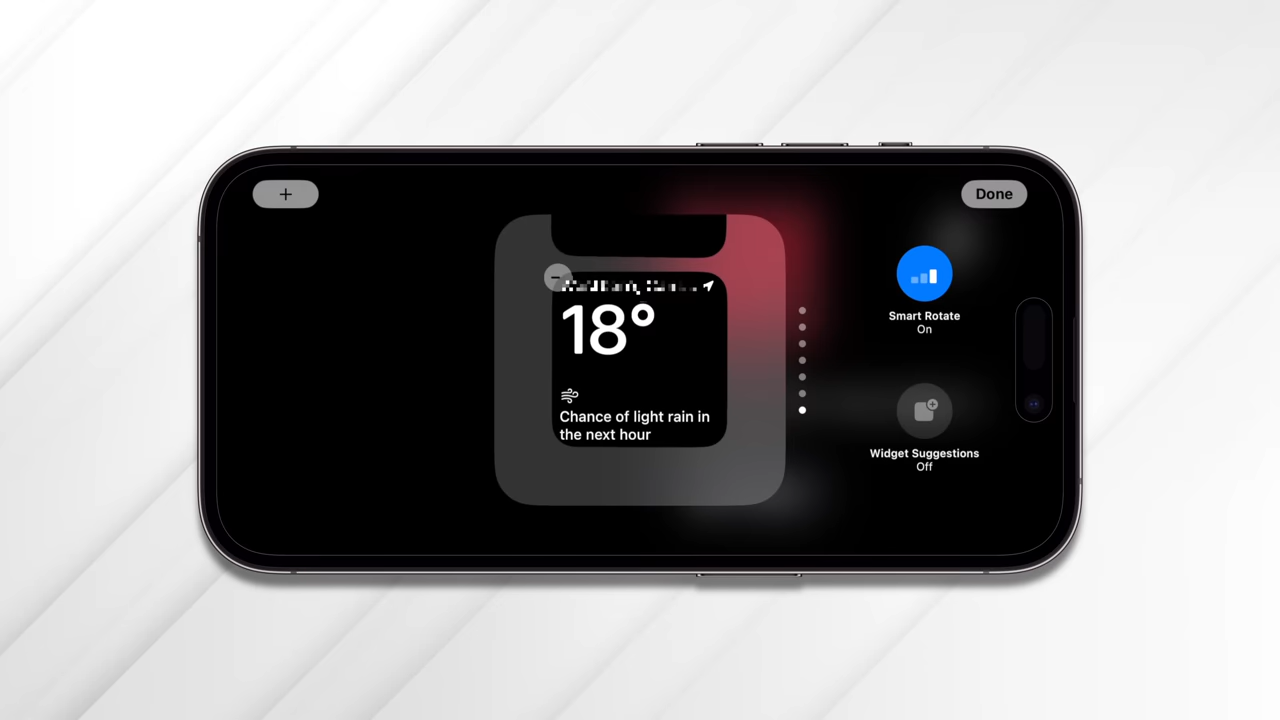 +
Done
18°
Chance of light rain in
the next hour
Smart Rotate
On
Widget Suggestions
Off